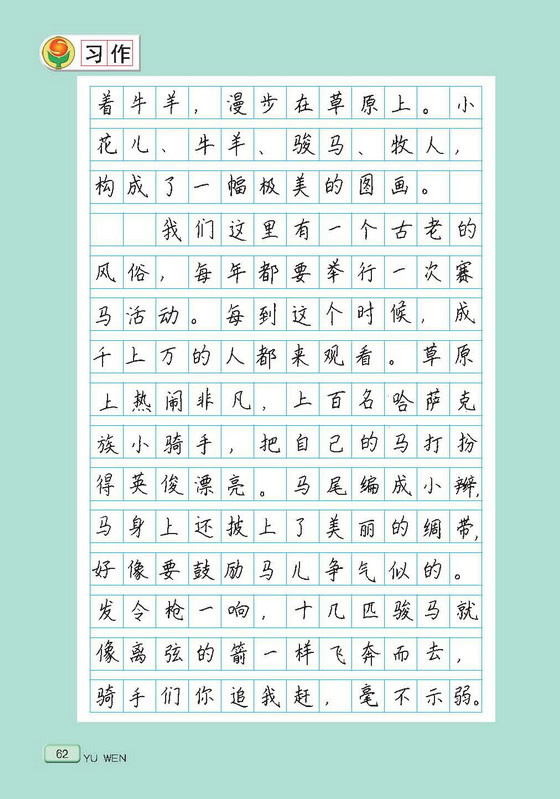 习作
着牛羊，漫步在草原上。小
花儿、牛羊、骏马、牧人，
构成了一幅极美的图画。
我们这里有一个古老的
风俗，每年都要举行一次赛
马活动。每到这个时候，成
千上万的人都来观看。草原
上热闹非凡，上百名哈萨克
族小骑手，把自己的马打扮
得英俊漂亮。马尾编成小辫，
马身上还披上了美丽的绸带，
好像要鼓励马儿争气似的。
发令枪一响，十几匹骏马就
像离弦的箭一样飞奔而去，
骑手们你追我赶，毫不示弱。
62 YU WEN